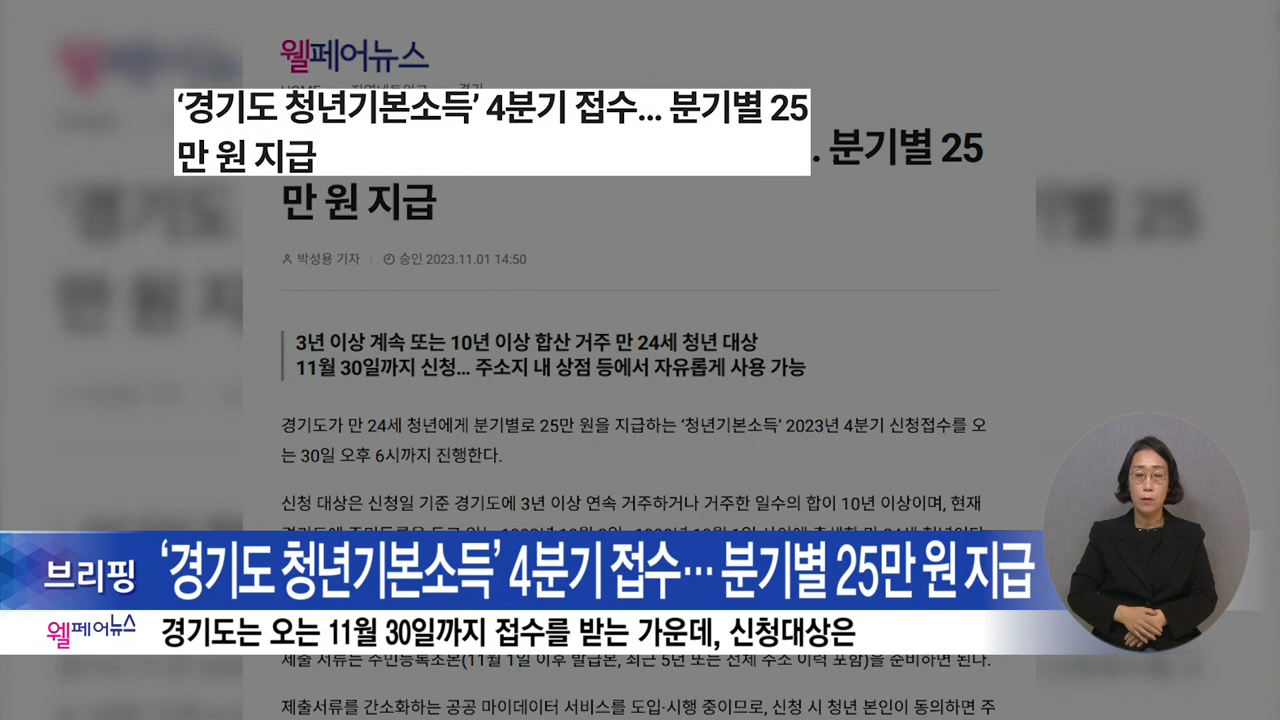 웰페어뉴스
‘경기도 청년기본소득’ 4분기 접수... 분기별 25
만 원 지급
. 분기별 25
만 원 지급
박성용 기자 승인 2023.11.01 14:50
3년 이상 계속 또는 10년 이상 합산 거주 만 24세 청년 대상
11월 30일까지 신청... 주소지 내 상점 등에서 자유롭게 사용 가능
경기도가 만 24세 청년에게 분기별로 25만 원을 지급하는 ‘청년기본소득’ 2023년 4분기 신청접수를 오
는 30일 오후 6시까지 진행한다.
신청 대상은 신청일 기준 경기도에 3년 이상 연속 거주하거나 거주한 일수의 합이 10년 이상이며, 현재
브리핑 ‘경기도 청년기본소득’ 4분기 접수… 분기별 25만 원 지급
웰페어뉴스 경기도는 오는 11월 30일까지 접수를 받는 가운데, 신청대상은
제출 서류는 주민등록초본(11월 1일 이후 발급본, 최근 5년 또는 전체 주소 이력 포함)을 준비하면 된다.
제출서류를 간소화하는 공공 마이데이터 서비스를 도입·시행 중이므로, 신청 시 청년 본인이 동의하면 주